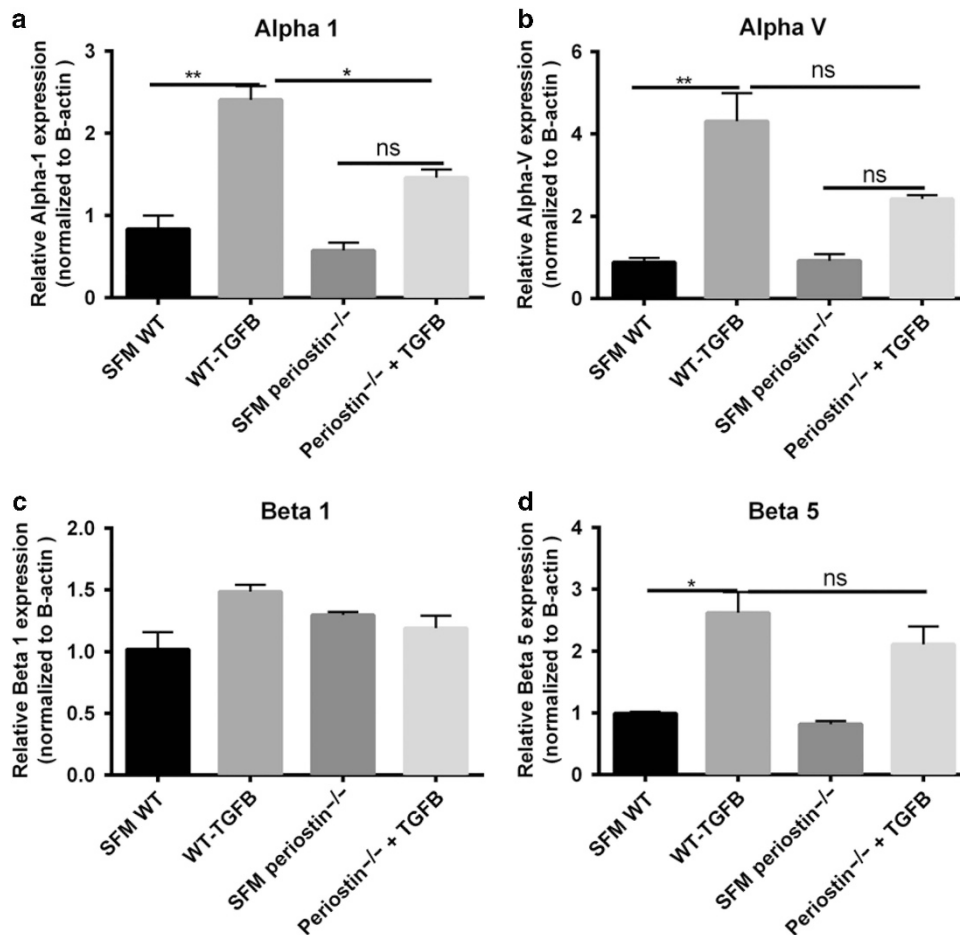 a
Alpha 1
Relative Alpha-1 expression
(normalized to B-actin )
3
2
1
0
**
*
ns
SFM WT
WT-TGFB
SFM periostin−/−
Periostin−/− + TGFB
b
Alpha V
Relative Alpha-V expression
(normalized to B-actin )
6
4
2
0
**
ns
ns
SFM WT
WT-TGFB
SFM periostin−/−
Periostin−/− + TGFB
c
Beta 1
Relative Beta 1 expression
(normalized to B-actin )
2.0
1.5
1.0
0.5
0.0
SFM WT
WT-TGFB
SFM periostin−/−
Periostin−/− + TGFB
d
Beta 5
Relative Beta 5 expression
(normalized to B-actin )
4
3
2
1
0
*
ns
SFM WT
WT-TGFB
SFM periostin−/−
Periostin−/− + TGFB